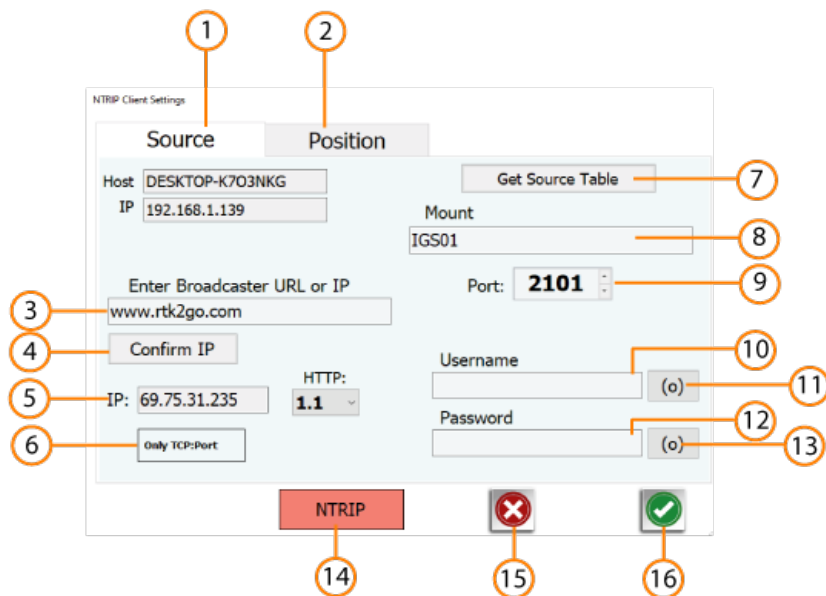 1
2
NTRIP Client Settings
Source
Position
Host
DESKTOP-K7O3NKG
Get Source Table
7
IP
192.168.1.139
Mount
IGS01
8
Enter Broadcaster URL or IP
Port:
2101
9
3
www.rtk2go.com
4
Confirm IP
Username
10
HTTP:
(o)
11
5
IP:
69.75.31.235
1.1
Password
12
6
Only TCP:Port
(o)
13
NTRIP
14
15
16